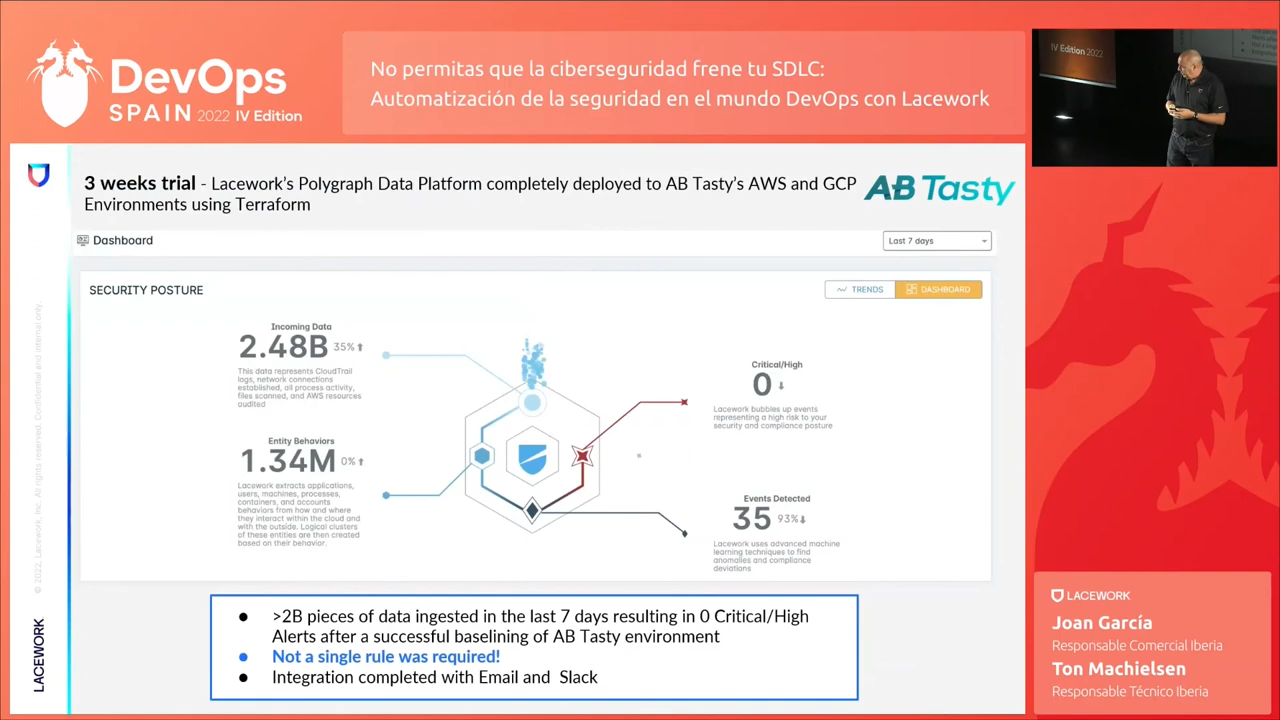 DevOps
SPAIN 2022 IV Edition
No permitas que la ciberseguridad frene tu SDLC:
Automatización de la seguridad en el mundo DevOps con Lacework
IV Edition 2022
3 weeks trial - Lacework's Polygraph Data Platform completely deployed to AB Tasty's AWS and GCP
Environments using Terraform
AB Tasty
Dashboard
Last 7 days
SECURITY POSTURE
TRENDS
DASHBOARD
Incoming Data
2.48B 35%
This data represents CloudTrail
logs, network connections
established, all process activity,
files scanned, and AWS resources
audited
Entity Behaviors
1.34M 0%
Lacework extracts applications,
users, machines, processes,
containers, and accounts
behaviors from how and where
they interact within the cloud and
with the outside. Logical clusters
of these entities are then created
based on their behavior.
Critical/High
0
Lacework bubbles up events
representing a high risk to your
security and compliance posture
Events Detected
35 93%
Lacework uses advanced machine
learning techniques to find
anomalies and compliance
deviations
● >2B pieces of data ingested in the last 7 days resulting in 0 Critical/High
Alerts after a successful baselining of AB Tasty environment
● Not a single rule was required!
● Integration completed with Email and Slack
© 2022. Lacework, Inc. All rights reserved. Confidential and internal only.
LACEWORK
LACEWORK
Joan García
Responsable Comercial Iberia
Ton Machielsen
Responsable Técnico Iberia